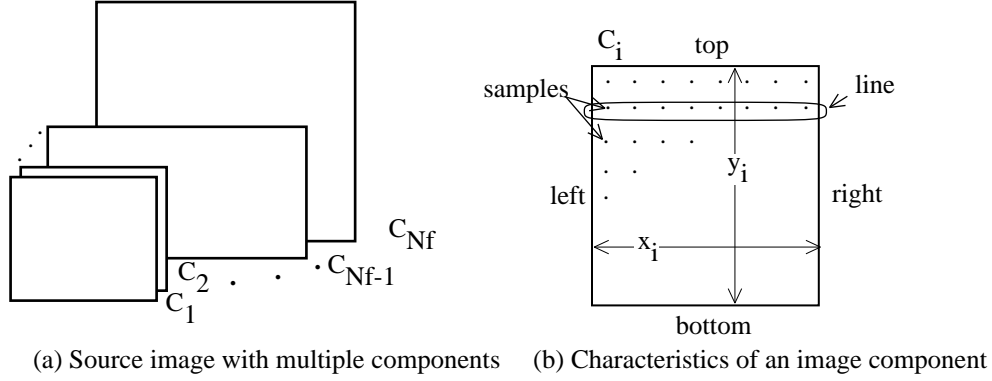 C_Nf
C_Nf-1
C_2
C_1
(a) Source image with multiple components
C_i
top
samples
line
y_i
left
right
x_i
bottom
(b) Characteristics of an image component